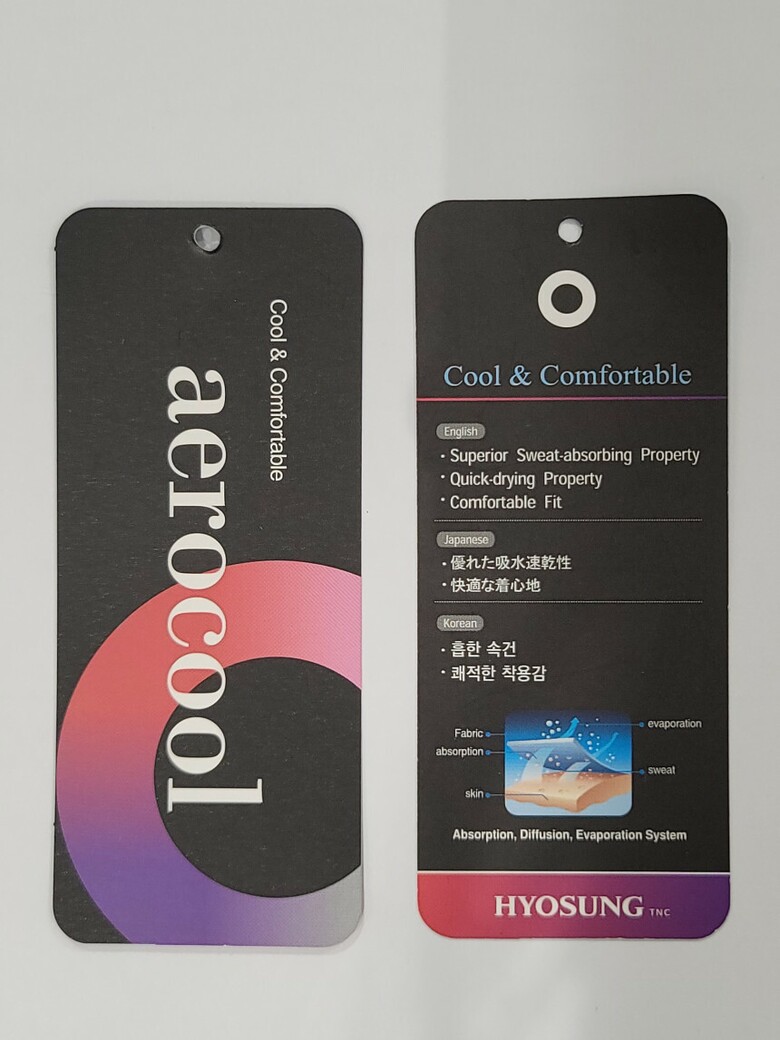 Cool & Comfortable
aerocool
Cool & Comfortable
English
· Superior Sweat-absorbing Property
· Quick-drying Property
· Comfortable Fit
Japanese
· 優れた吸水速乾性
· 快適な着心地
Korean
· 흡한 속건
· 쾌적한 착용감
Fabric
evaporation
absorption
sweat
skin
Absorption, Diffusion, Evaporation System
HYOSUNG TNC